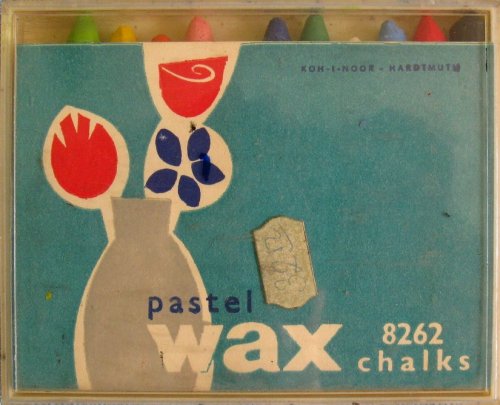 KOH-I-NOOR - HARDTMUTH
pastel
wax
8262
chalks